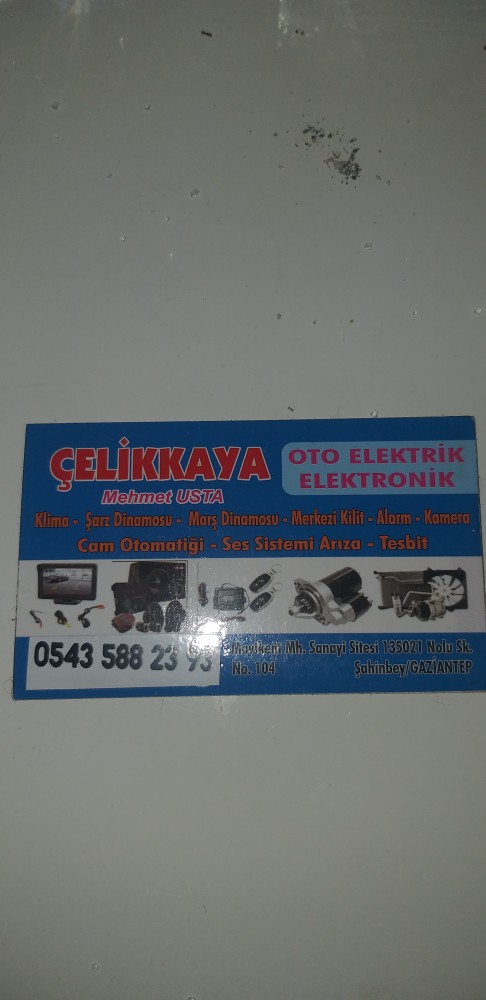 ÇELİKKAYA
Mehmet USTA
OTO ELEKTRİK
ELEKTRONİK
Klima - Şarz Dinamosu - Marş Dinamosu - Merkezi Kilit - Alarm - Kamera
Cam Otomatiği - Ses Sistemi Arıza - Tesbit
0543 588 23 93
Mh. Sanayi Sitesi 135021 Nolu Sk.
No. 104
Şahinbey/GAZİANTEP